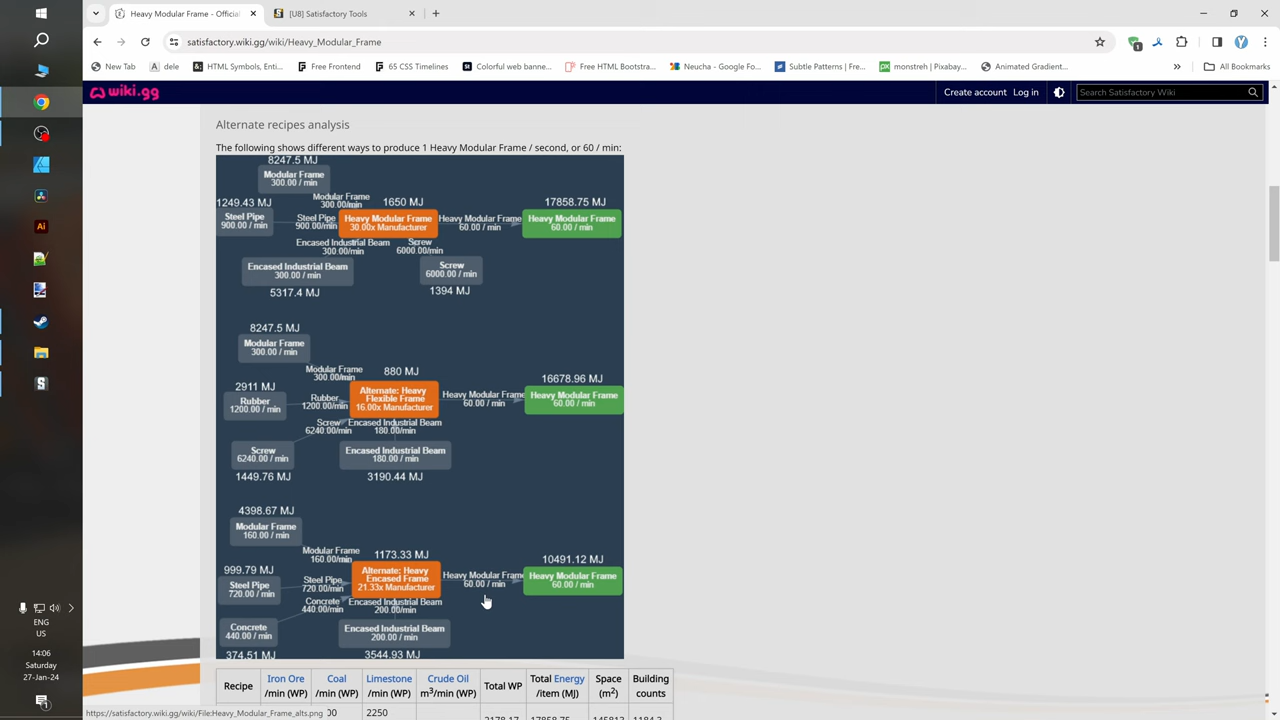 Heavy Modular Frame - Official
[U8] Satisfactory Tools
satisfactory.wiki.gg/wiki/Heavy_Modular_Frame
New Tab
dele
HTML Symbols, Enti...
Free Frontend
65 CSS Timelines
Colorful web banne...
Free HTML Bootstra...
Neucha - Google Fo...
Subtle Patterns | Fre...
monstreh | Pixabay...
Animated Gradient...
All Bookmarks
wiki.gg
Create account
Log in
Search Satisfactory Wiki
Alternate recipes analysis
The following shows different ways to produce 1 Heavy Modular Frame / second, or 60 / min:
8247.5 MJ
Modular Frame
300.00 / min
Modular Frame
300.00/min
1249.43 MJ
Steel Pipe
900.00 / min
Steel Pipe
900.00/min
1650 MJ
Heavy Modular Frame
30.00x Manufacturer
Heavy Modular Frame
60.00 / min
17858.75 MJ
Heavy Modular Frame
60.00 / min
Encased Industrial Beam
300.00/min
Screw
6000.00/min
Encased Industrial Beam
300.00 / min
5317.4 MJ
Screw
6000.00 / min
1394 MJ
8247.5 MJ
Modular Frame
300.00 / min
Modular Frame
300.00/min
2911 MJ
Rubber
1200.00 / min
Rubber
1200.00/min
880 MJ
Alternate: Heavy
Flexible Frame
16.00x Manufacturer
Heavy Modular Frame
60.00 / min
16678.96 MJ
Heavy Modular Frame
60.00 / min
Screw
6240.00/min
Encased Industrial Beam
180.00/min
Screw
6240.00 / min
1449.76 MJ
Encased Industrial Beam
180.00 / min
3190.44 MJ
4398.67 MJ
Modular Frame
160.00 / min
Modular Frame
160.00/min
999.79 MJ
Steel Pipe
720.00 / min
Steel Pipe
720.00/min
1173.33 MJ
Alternate: Heavy
Encased Frame
21.33x Manufacturer
Heavy Modular Frame
60.00 / min
10491.12 MJ
Heavy Modular Frame
60.00 / min
Concrete
440.00/min
Encased Industrial Beam
200.00/min
Concrete
440.00 / min
374.51 MJ
Encased Industrial Beam
200.00 / min
3544.93 MJ
Recipe
Iron Ore
/min (WP)
Coal
/min (WP)
Limestone
/min (WP)
Crude Oil
m³/min (WP)
Total WP
Total Energy
/item (MJ)
Space
(m²)
Building
counts
2250
https://satisfactory.wiki.gg/wiki/File:Heavy_Modular_Frame_alts.png
ENG
US
14:06
Saturday
27-Jan-24